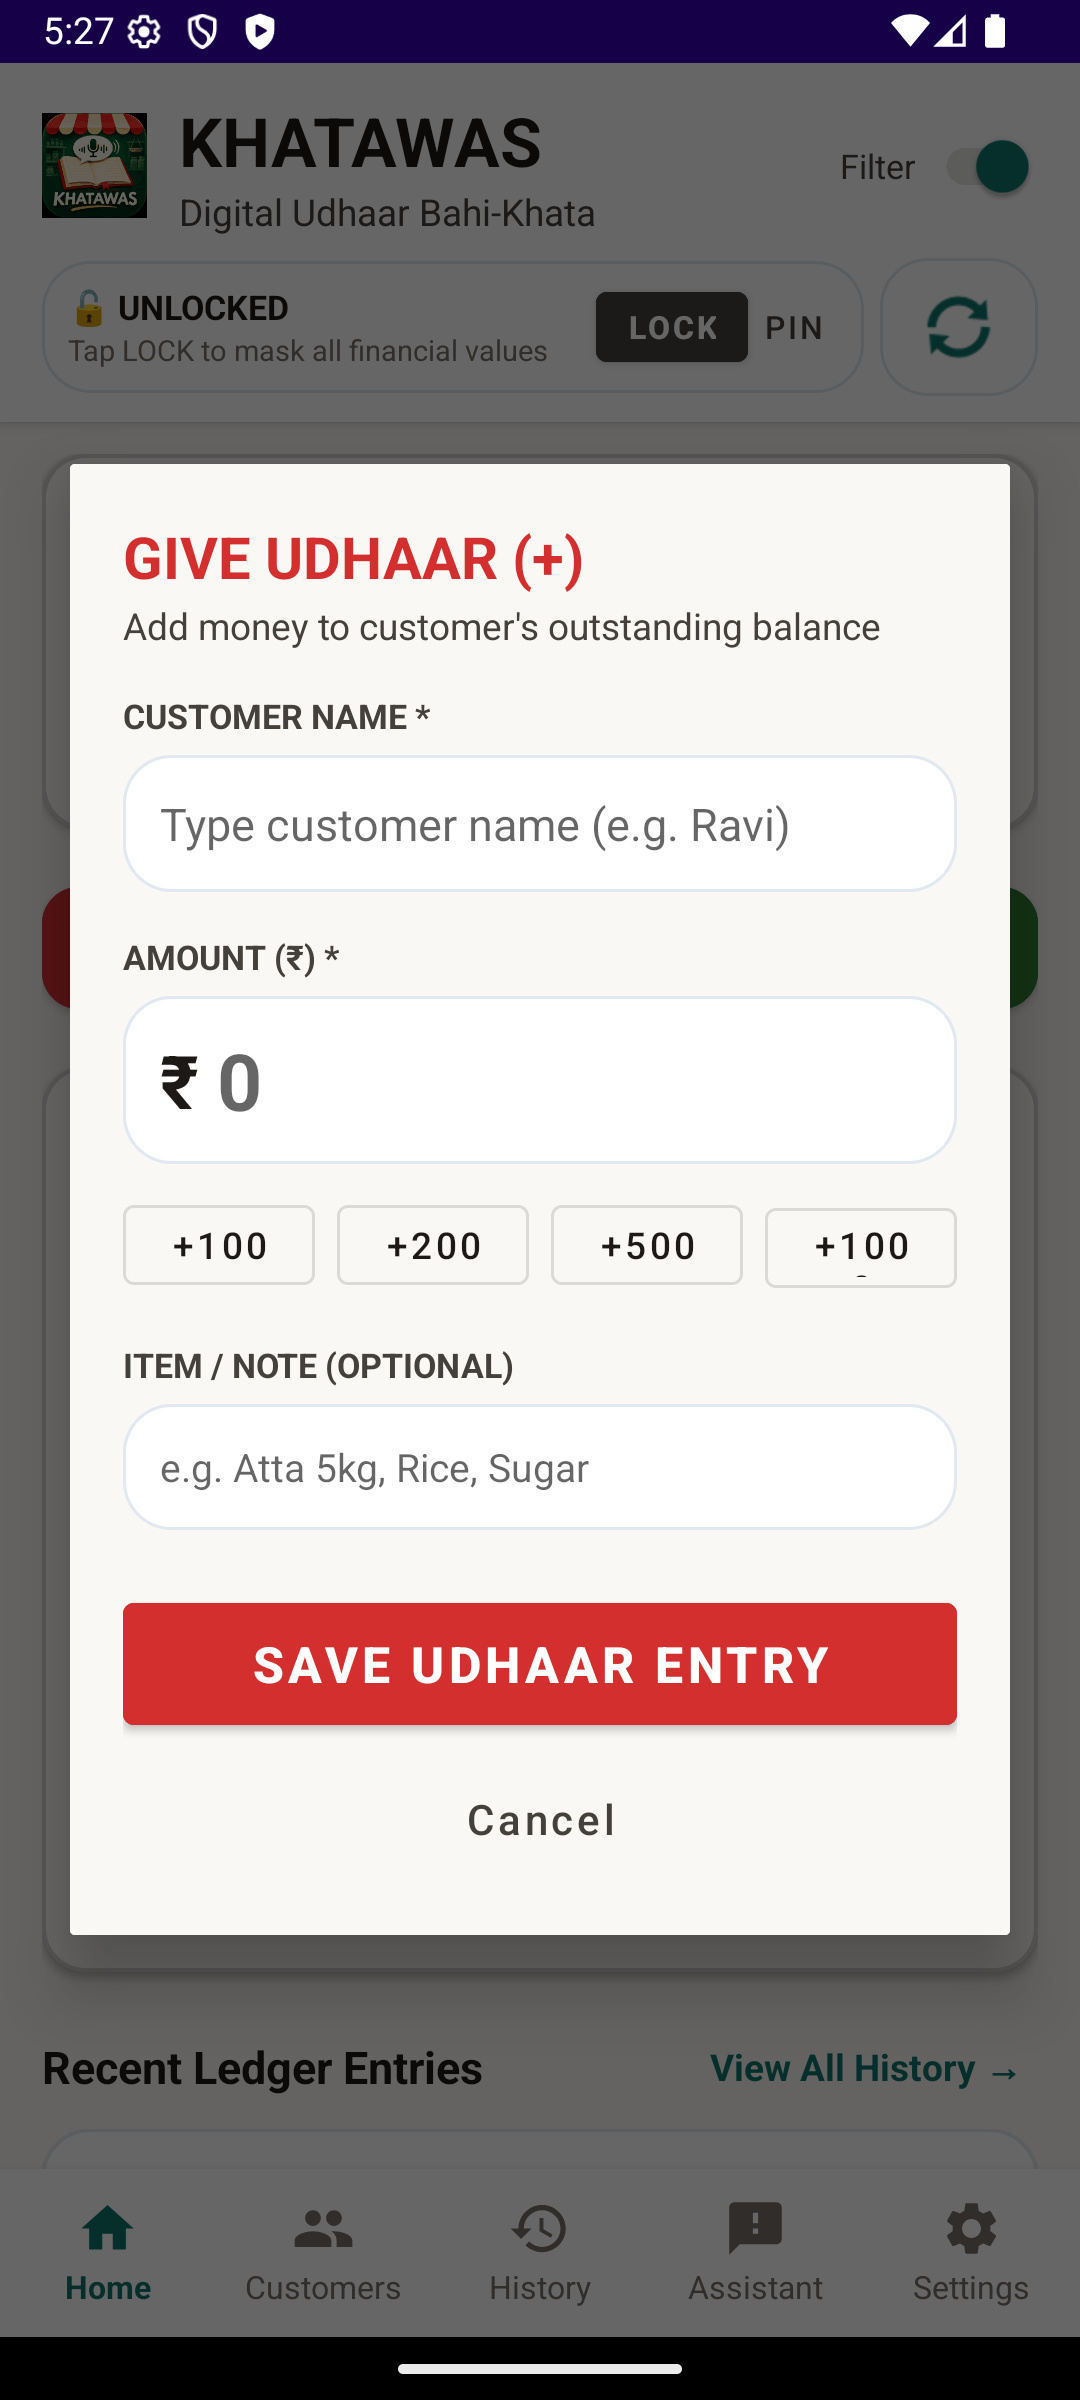 5:27
KHATAWAS
KHATAWAS
Digital Udhaar Bahi-Khata
Filter
UNLOCKED
Tap LOCK to mask all financial values
LOCK
PIN
GIVE UDHAAR (+)
Add money to customer's outstanding balance
CUSTOMER NAME *
Type customer name (e.g. Ravi)
AMOUNT (₹) *
₹ 0
+100
+200
+500
+100
ITEM / NOTE (OPTIONAL)
e.g. Atta 5kg, Rice, Sugar
SAVE UDHAAR ENTRY
Cancel
Recent Ledger Entries
View All History →
Home
Customers
History
Assistant
Settings